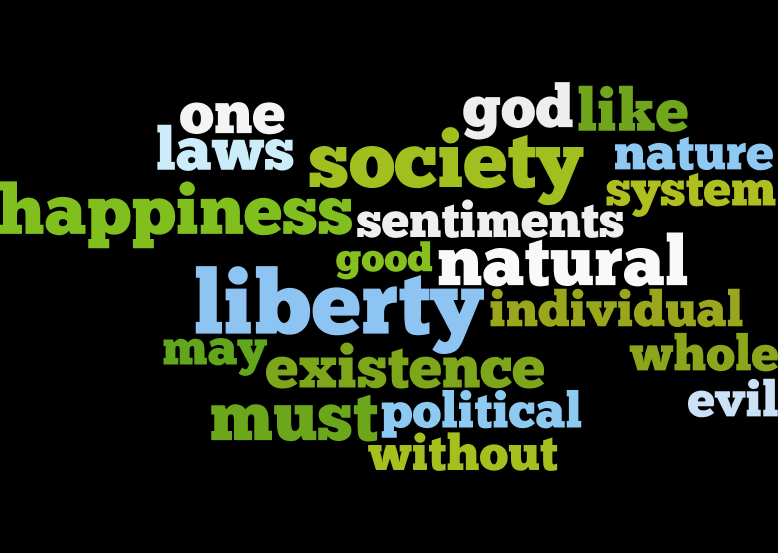 one
god like
laws
society
nature
system
happiness
sentiments
good
natural
liberty
individual
may
existence
whole
must
political
evil
without